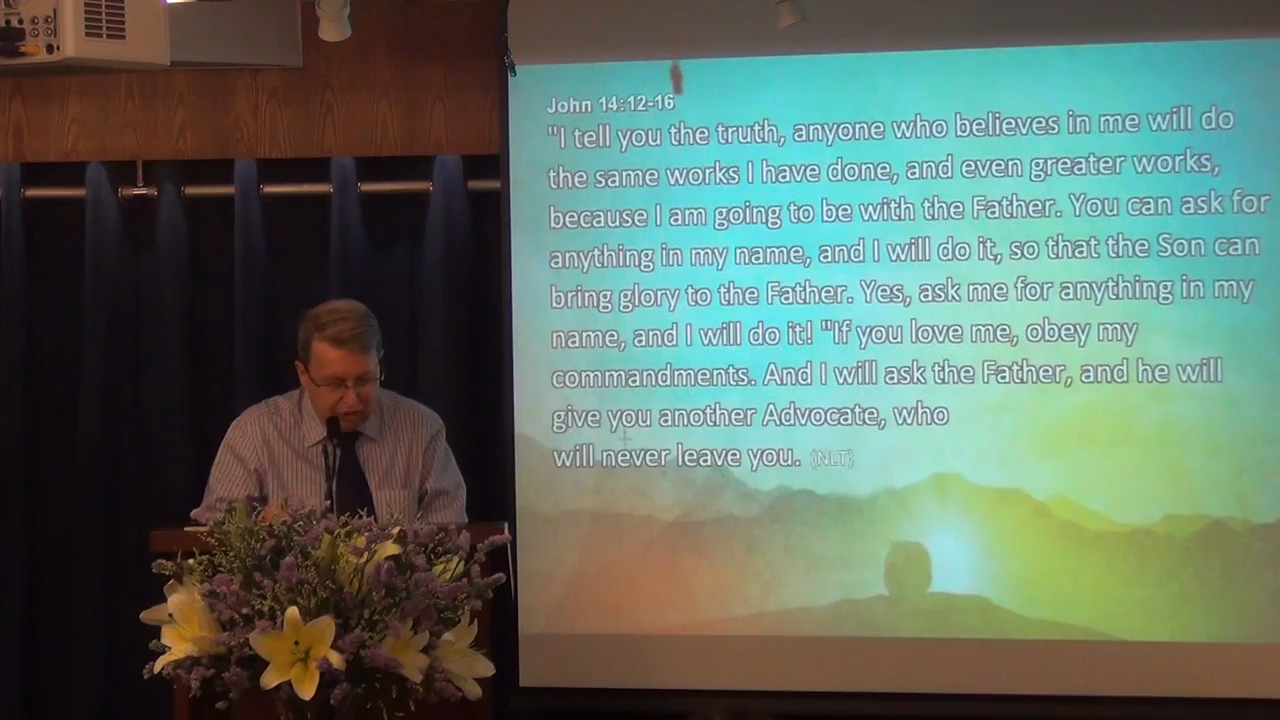 John 14:12-16
"I tell you the truth, anyone who believes in me will do
the same works I have done, and even greater works,
because I am going to be with the Father. You can ask for
anything in my name, and I will do it, so that the Son can
bring glory to the Father. Yes, ask me for anything in my
name, and I will do it! "If you love me, obey my
commandments. And I will ask the Father, and he will
give you another Advocate, who
will never leave you. (NLT)